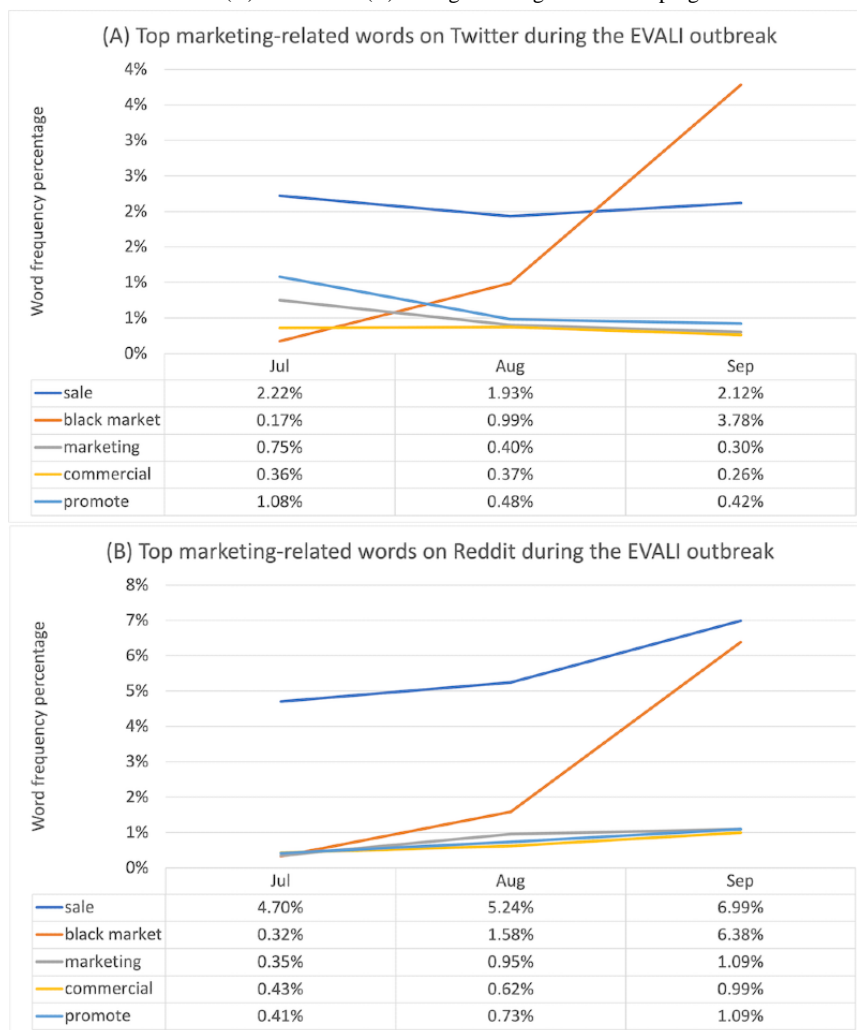 (A) Top marketing-related words on Twitter during the EVALI outbreak
Word frequency percentage
4%
4%
3%
3%
2%
2%
1%
1%
0%
Jul Aug Sep
sale 2.22% 1.93% 2.12%
black market 0.17% 0.99% 3.78%
marketing 0.75% 0.40% 0.30%
commercial 0.36% 0.37% 0.26%
promote 1.08% 0.48% 0.42%
(B) Top marketing-related words on Reddit during the EVALI outbreak
Word frequency percentage
8%
7%
6%
5%
4%
3%
2%
1%
0%
Jul Aug Sep
sale 4.70% 5.24% 6.99%
black market 0.32% 1.58% 6.38%
marketing 0.35% 0.95% 1.09%
commercial 0.43% 0.62% 0.99%
promote 0.41% 0.73% 1.09%